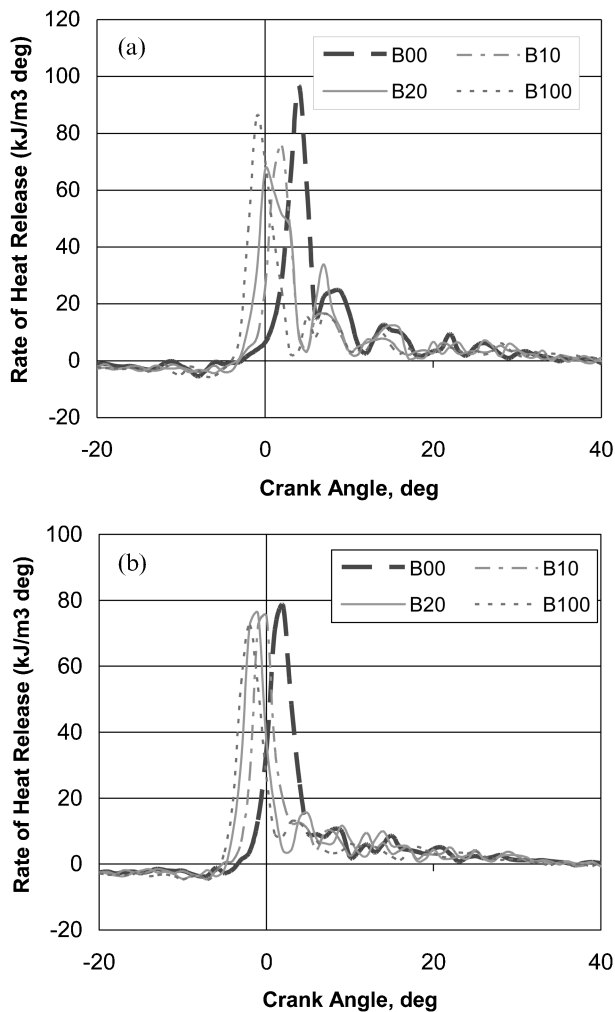 (a)
B00 B10
B20 B100
120
100
80
60
40
20
0
-20
-20 0 20 40
Rate of Heat Release (kJ/m3 deg)
Crank Angle, deg
(b)
B00 B10
B20 B100
100
80
60
40
20
0
-20
-20 0 20 40
Rate of Heat Release (kJ/m3 deg)
Crank Angle, deg